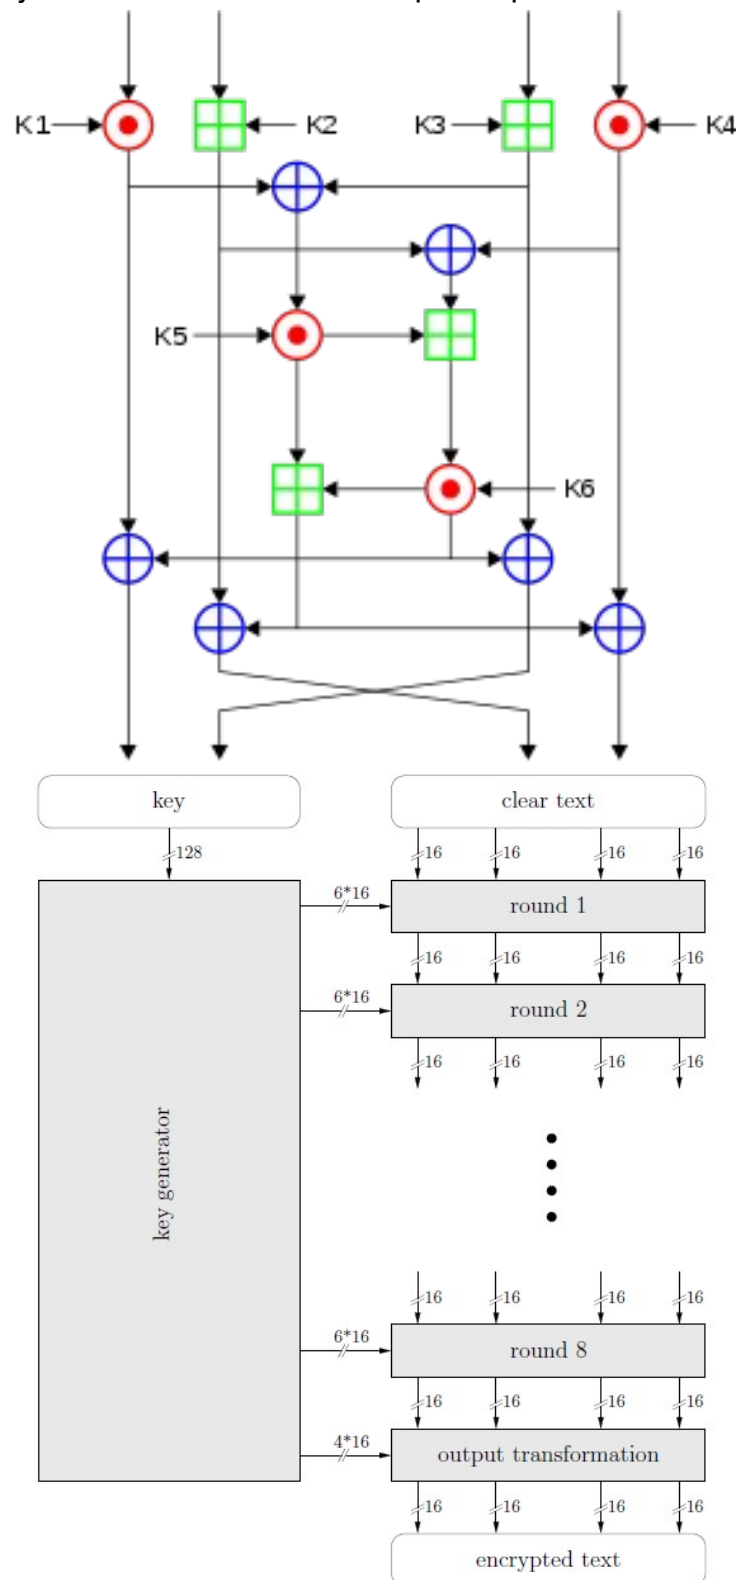 K1
K2
K3
K4
K5
K6
key
clear text
128
16 16 16 16
6*16
round 1
16 16 16 16
6*16
round 2
16 16 16 16
key generator
16 16 16 16
6*16
round 8
16 16 16 16
4*16
output transformation
16 16 16 16
encrypted text